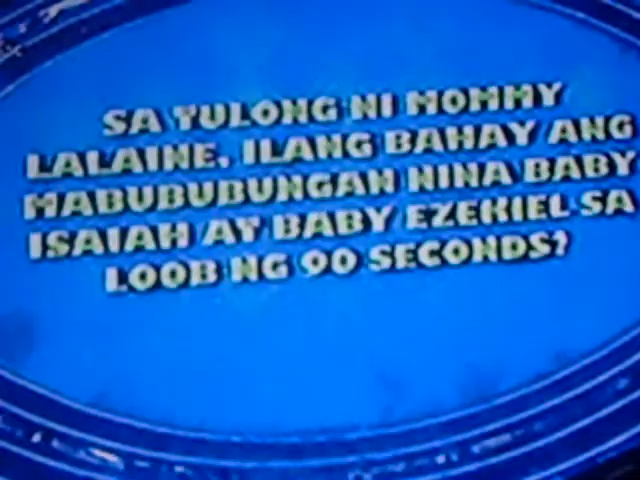 SA TULONG NI MOMMY
LALAINE, ILANG BAHAY ANG
MABUBUBUNGAN NINA BABY
ISAIAH AT BABY EZEKIEL SA
LOOB NG 90 SECONDS?